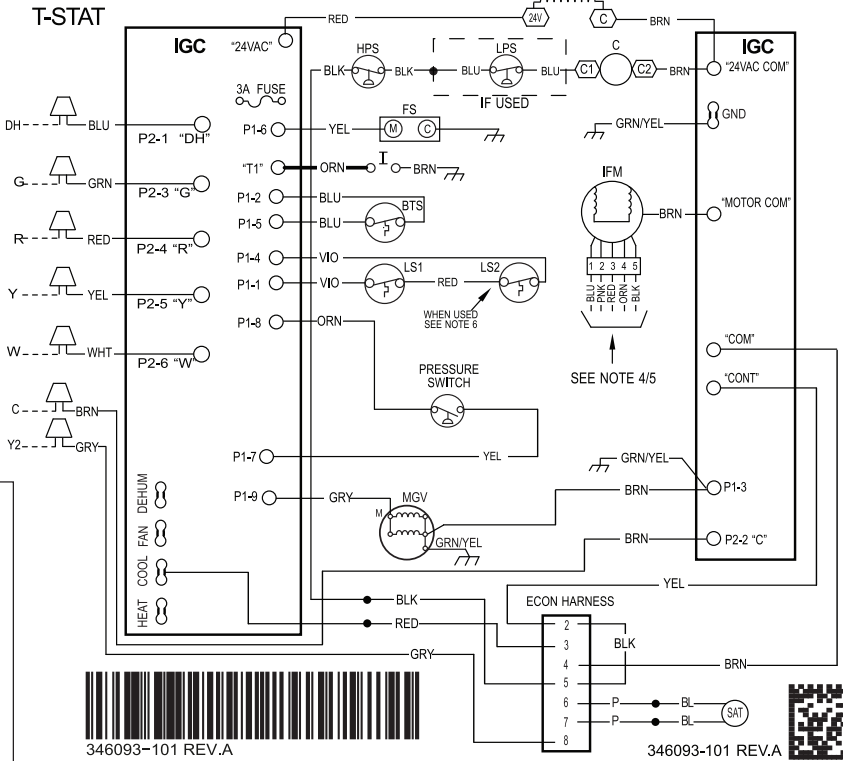 T-STAT
IGC
"24VAC"
RED
24V
C
BRN
IGC
"24VAC COM"
HPS
BLK
BLK
BLU
LPS
BLU
IF USED
C1
C
C2
BRN
3A FUSE
P1-6
YEL
FS
M
C
GRN/YEL
GND
DH
BLU
P2-1 "DH"
"T1"
ORN
I
BRN
G
GRN
P2-3 "G"
P1-2
BLU
P1-5
BLU
BTS
IFM
BRN
"MOTOR COM"
R
RED
P2-4 "R"
P1-4
VIO
P1-1
VIO
LS1
RED
LS2
1 2 3 4 5
BLU
PNK
RED
ORN
BLK
WHEN USED
SEE NOTE 6
Y
YEL
P2-5 "Y"
P1-8
ORN
W
WHT
P2-6 "W"
PRESSURE
SWITCH
SEE NOTE 4/5
"COM"
"CONT"
C
BRN
Y2
GRY
P1-7
YEL
GRN/YEL
BRN
P1-3
P1-9
GRY
M
MGV
GRN/YEL
BRN
P2-2 "C"
DEHUM
FAN
COOL
HEAT
YEL
BLK
RED
GRY
ECON HARNESS
2
3
4
5
6
7
8
BLK
BRN
P
BL
P
BL
SAT
346093-101 REV.A
346093-101 REV.A